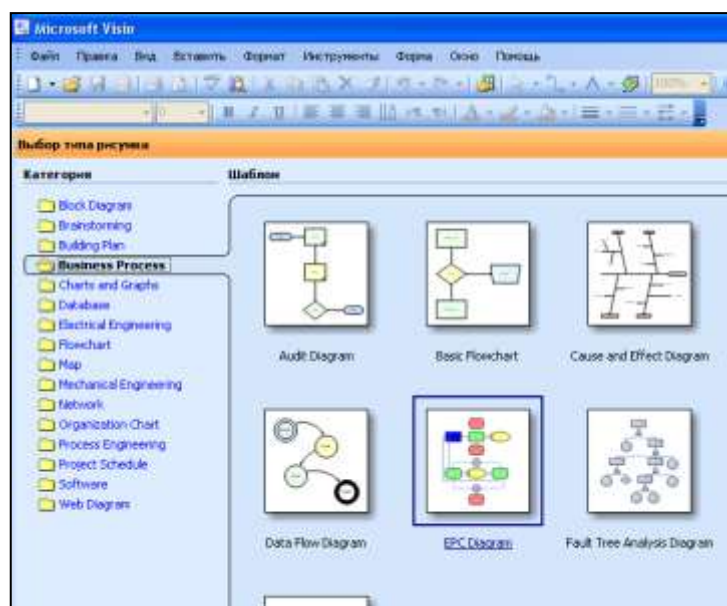 Microsoft Visio
Файл Правка Вид Вставить Формат Инструменты Форма Окно Помощь
100%
Выбор типа рисунка
Категория
Шаблон
Block Diagram
Brainstorming
Building Plan
Business Process
Charts and Graphs
Database
Electrical Engineering
Flowchart
Map
Mechanical Engineering
Network
Organization Chart
Process Engineering
Project Schedule
Software
Web Diagram
Audit Diagram
Basic Flowchart
Cause and Effect Diagram
Data Flow Diagram
EPC Diagram
Fault Tree Analysis Diagram